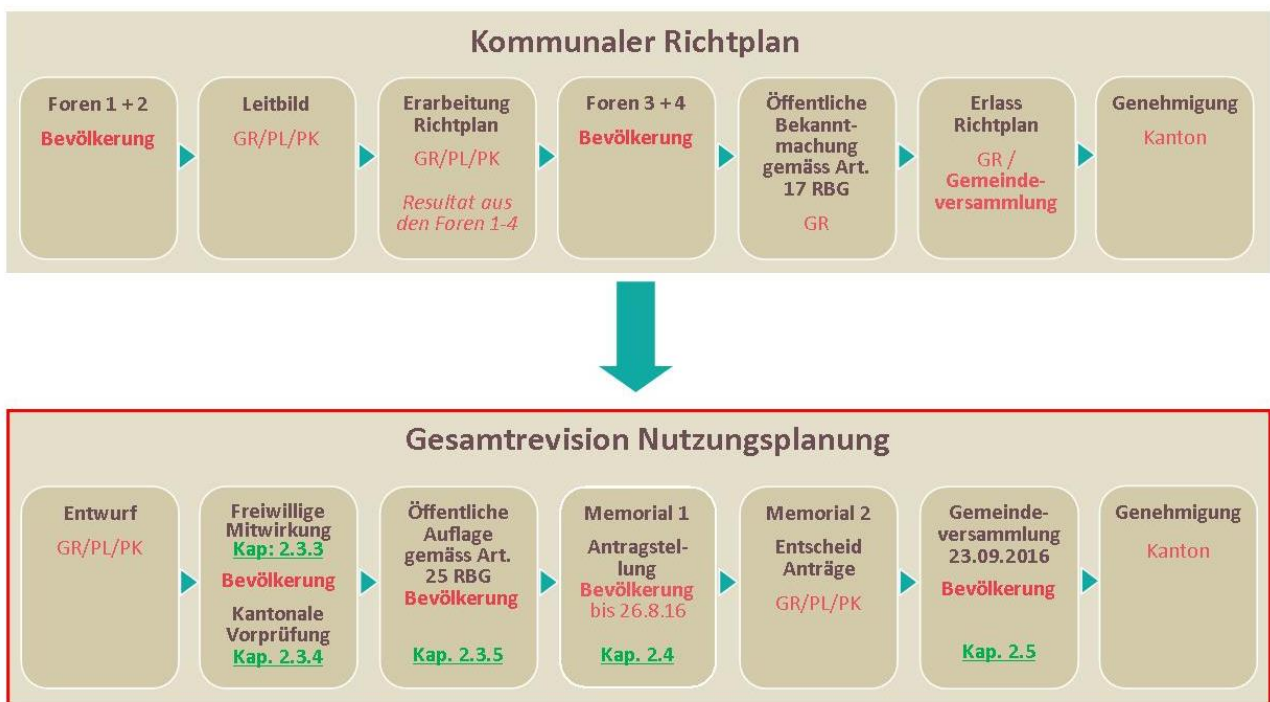 Kommunaler Richtplan
Foren 1 + 2
Bevölkerung
Leitbild
GR/PL/PK
Erarbeitung
Richtplan
GR/PL/PK
Resultat aus
den Foren 1-4
Foren 3 + 4
Bevölkerung
Öffentliche
Bekannt-
machung
gemäss Art.
17 RBG
GR
Erlass
Richtplan
GR /
Gemeinde-
versammlung
Genehmigung
Kanton
Gesamtrevision Nutzungsplanung
Entwurf
GR/PL/PK
Freiwillige
Mitwirkung
Kap: 2.3.3
Bevölkerung
Kantonale
Vorprüfung
Kap. 2.3.4
Öffentliche
Auflage
gemäss Art.
25 RBG
Bevölkerung
Kap. 2.3.5
Memorial 1
Antragstel-
lung
Bevölkerung
bis 26.8.16
Kap. 2.4
Memorial 2
Entscheid
Anträge
GR/PL/PK
Gemeinde-
versammlung
23.09.2016
Bevölkerung
Kap. 2.5
Genehmigung
Kanton